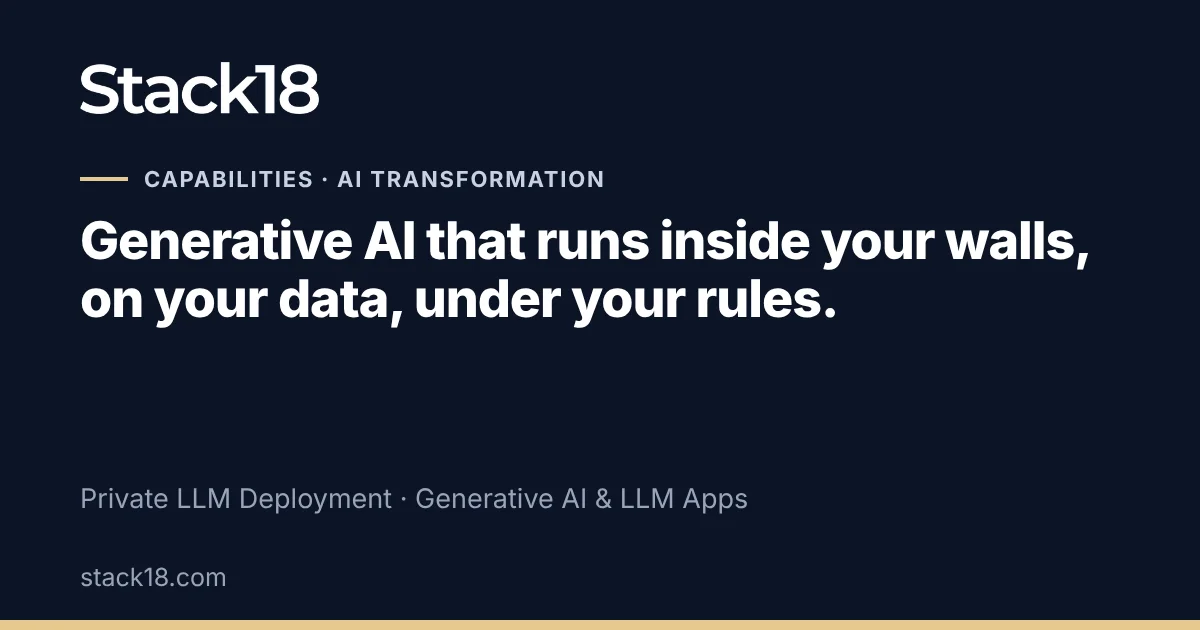 Stack18
CAPABILITIES · AI TRANSFORMATION
Generative AI that runs inside your walls,
on your data, under your rules.
Private LLM Deployment · Generative AI & LLM Apps
stack18.com